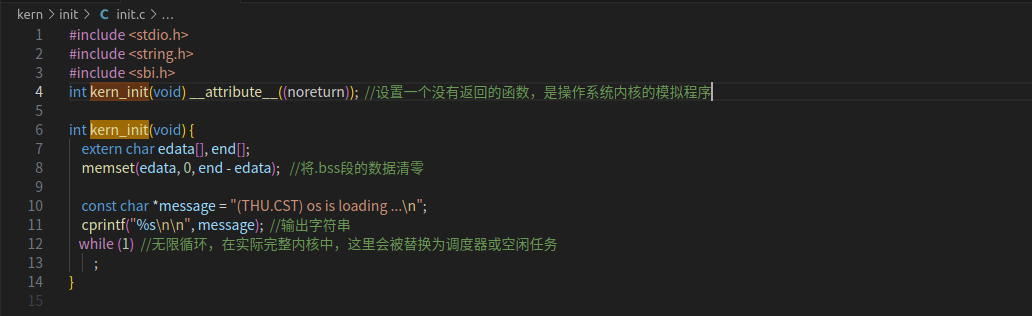 kern > init > C init.c > ...
1 #include <stdio.h>
2 #include <string.h>
3 #include <sbi.h>
4 int kern_init(void) __attribute__((noreturn)); //设置一个没有返回的函数，是操作系统内核的模拟程序
5
6 int kern_init(void) {
7 extern char edata[], end[];
8 memset(edata, 0, end - edata); //将.bss段的数据清零
9
10 const char *message = "(THU.CST) os is loading ...\n";
11 cprintf("%s\n\n", message); //输出字符串
12 while (1) //无限循环，在实际完整内核中，这里会被替换为调度器或空闲任务
13 ;
14 }
15